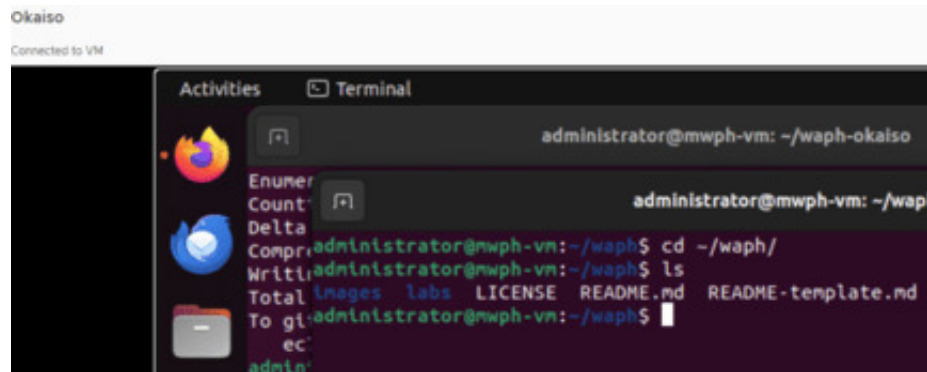 Okaiso
Connected to VM
Activities Terminal
administrator@mwph-vm: ~/waph-okaiso
administrator@mwph-vm: ~/wap
Enumer
Count
Delta
Compr
Writi
Total
To gi
ec
admin
administrator@mwph-vm:~/waph$ cd ~/waph/
administrator@mwph-vm:~/waph$ ls
images labs LICENSE README.md README-template.md
administrator@mwph-vm:~/waph$